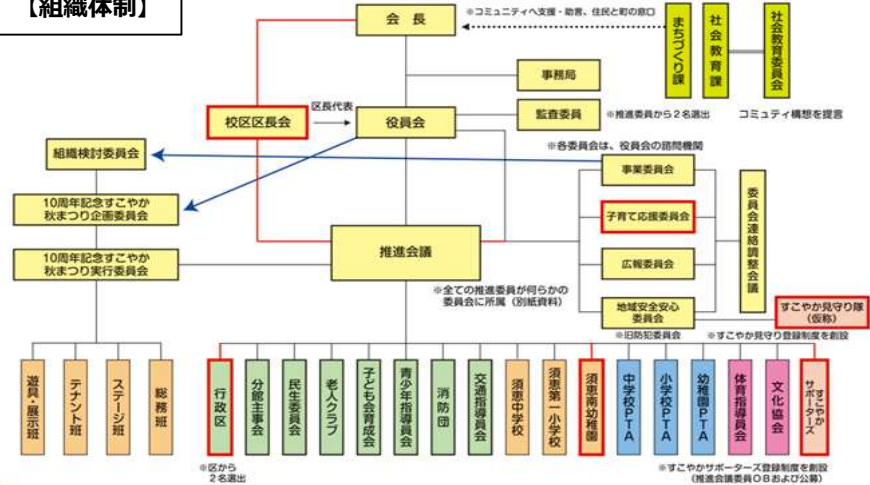 【組織体制】
会 長
※コミュニティへ支援・助言、住民と町の窓口
まちづくり課
社会教育課
社会教育委員会
事務局
校区区長会
区長代表
役員会
監査委員
※推進委員から２名選出
コミュティ構想を提言
組織検討委員会
※各委員会は、役員会の諮問機関
事業委員会
10周年記念すこやか
秋まつり企画委員会
子育て応援委員会
委員会連絡調整会議
10周年記念すこやか
秋まつり実行委員会
推進会議
広報委員会
※全ての推進委員が何らかの
委員会に所属（別紙資料）
地域安全安心
委員会
すこやか見守り隊
（仮称）
※旧防犯委員会
※すこやか見守り登録制度を創設
遊具・展示班
テナント班
ステージ班
総務班
行政区
分館主事会
民生委員会
老人クラブ
子ども会育成会
青少年指導員会
消防団
交通指導員会
須恵中学校
須恵第一小学校
須恵南幼稚園
中学校PTA
小学校PTA
幼稚園PTA
体育指導員会
文化協会
すこやか
サポーターズ
※区から
２名選出
※すこやかサポーターズ登録制度を創設
（推進会議委員ＯＢおよび公募）